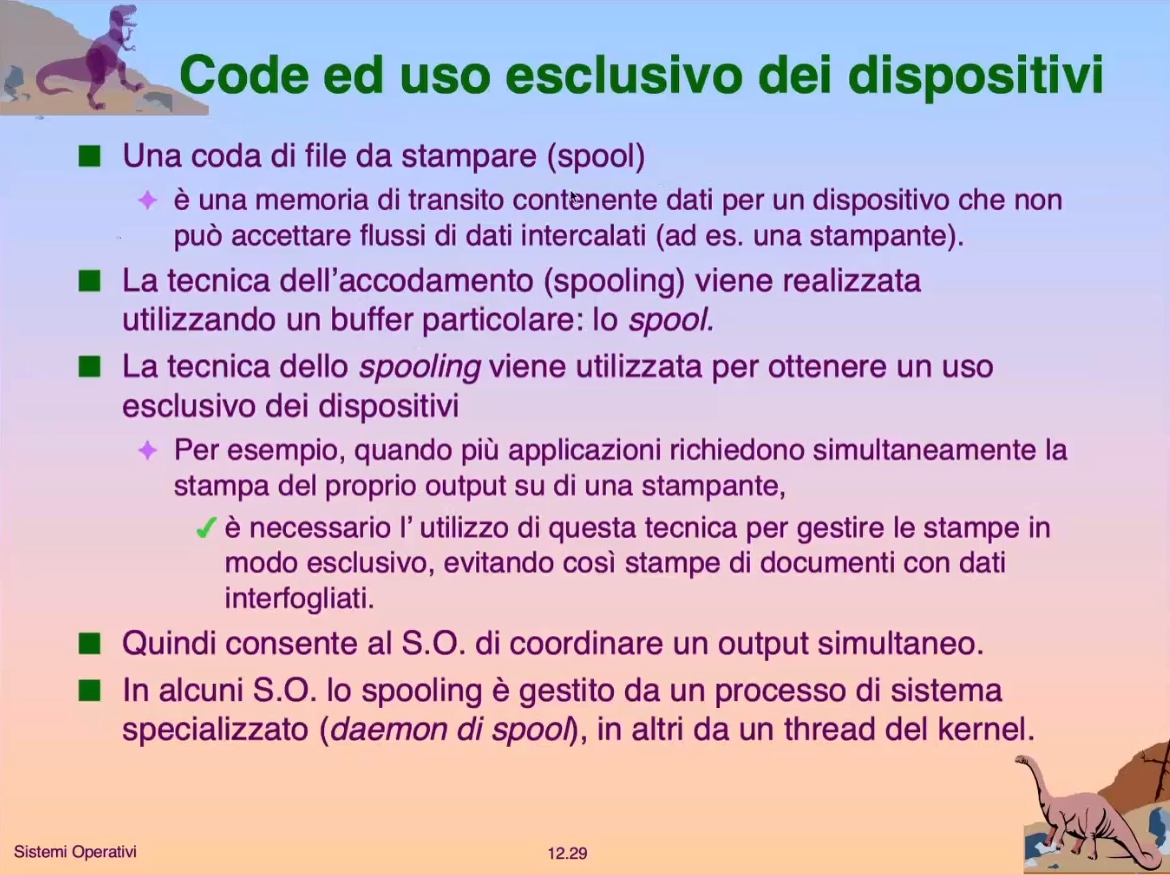 Code ed uso esclusivo dei dispositivi
Una coda di file da stampare (spool)
è una memoria di transito contenente dati per un dispositivo che non
può accettare flussi di dati intercalati (ad es. una stampante).
La tecnica dell’accodamento (spooling) viene realizzata
utilizzando un buffer particolare: lo spool.
La tecnica dello spooling viene utilizzata per ottenere un uso
esclusivo dei dispositivi
Per esempio, quando più applicazioni richiedono simultaneamente la
stampa del proprio output su di una stampante,
è necessario l’ utilizzo di questa tecnica per gestire le stampe in
modo esclusivo, evitando così stampe di documenti con dati
interfogliati.
Quindi consente al S.O. di coordinare un output simultaneo.
In alcuni S.O. lo spooling è gestito da un processo di sistema
specializzato (daemon di spool), in altri da un thread del kernel.
Sistemi Operativi
12.29